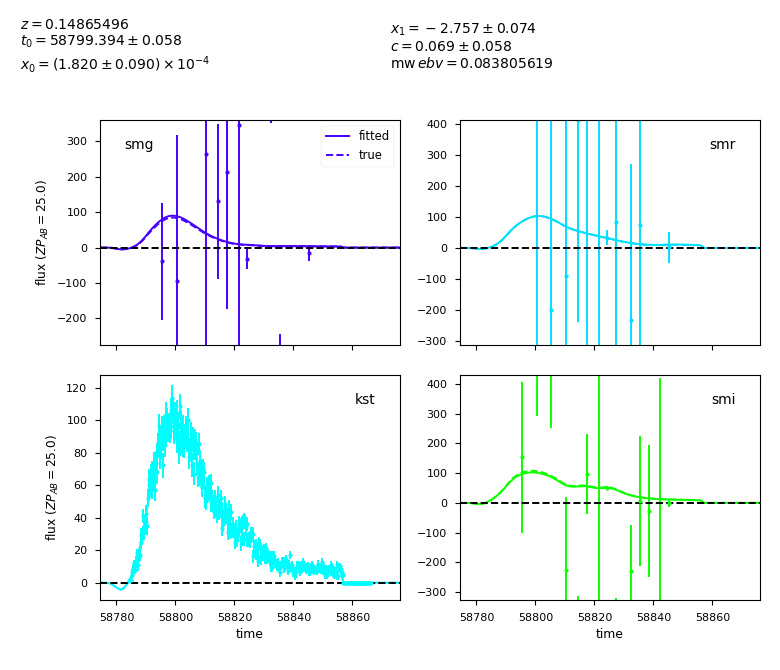 z = 0.14865496
t0 = 58799.394 ± 0.058
x0 = (1.820 ± 0.090) × 10^-4
x1 = −2.757 ± 0.074
c = 0.069 ± 0.058
mw ebv = 0.083805619
smg
fitted
true
300
200
100
0
−100
−200
flux (ZP_AB = 25.0)
smr
400
300
200
100
0
−100
−200
−300
kst
120
100
80
60
40
20
0
flux (ZP_AB = 25.0)
58780 58800 58820 58840 58860
time
smi
400
300
200
100
0
−100
−200
−300
58780 58800 58820 58840 58860
time